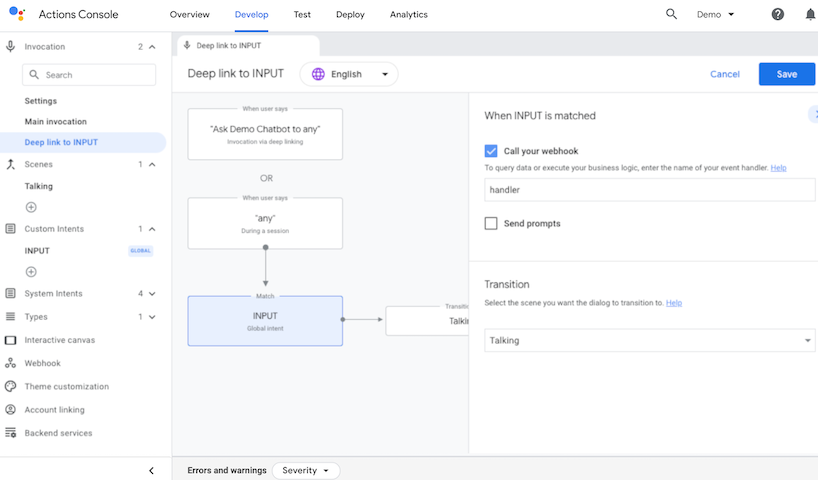 Actions Console
Overview
Develop
Test
Deploy
Analytics
Demo
Invocation
2
Search
Settings
Main invocation
Deep link to INPUT
Scenes
1
Talking
Custom Intents
1
INPUT
GLOBAL
System Intents
4
Types
1
Interactive canvas
Webhook
Theme customization
Account linking
Backend services
Deep link to INPUT
Deep link to INPUT
English
Cancel
Save
When user says
"Ask Demo Chatbot to any"
Invocation via deep linking
OR
When user says
"any"
During a session
Match
INPUT
Global intent
Transitio
Talki
When INPUT is matched
Call your webhook
To query data or execute your business logic, enter the name of your event handler. Help
handler
Send prompts
Transition
Select the scene you want the dialog to transition to. Help
Talking
Errors and warnings
Severity